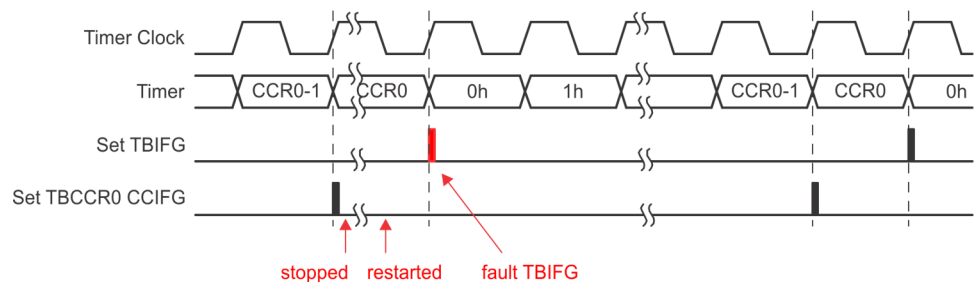 Timer Clock
Timer CCR0-1 CCR0 0h 1h CCR0-1 CCR0 0h
Set TBIFG
Set TBCCR0 CCIFG
stopped restarted fault TBIFG